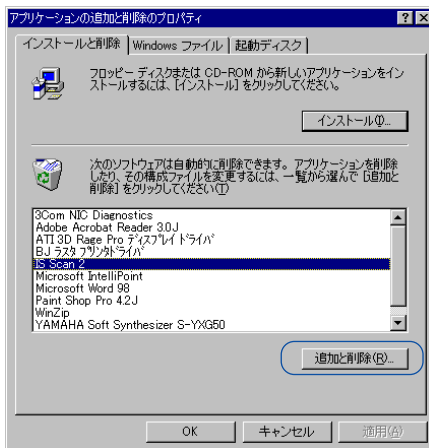 アプリケーションの追加と削除のプロパティ
インストールと削除 Windows ファイル 起動ディスク
フロッピー ディスクまたは CD-ROM から新しいアプリケーションをイン
ストールするには、[インストール] をクリックしてください。
インストール(I)...
次のソフトウェアは自動的に削除できます。アプリケーションを削除
したり、その構成ファイルを変更するには、一覧から選んで [追加と
削除] をクリックしてください(T)
3Com NIC Diagnostics
Adobe Acrobat Reader 3.0J
ATI 3D Rage Pro ディスプレイ ドライバ
BJ ラスタ プリンタドライバ
IS Scan 2
Microsoft IntelliPoint
Microsoft Word 98
Paint Shop Pro 4.2J
WinZip
YAMAHA Soft Synthesizer S-YXG50
追加と削除(R)...
OK キャンセル 適用(A)